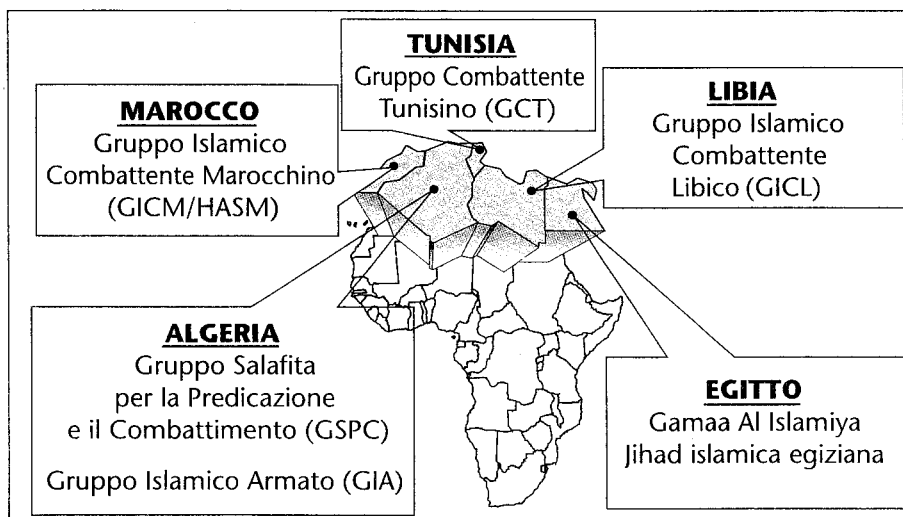 TUNISIA
Gruppo Combattente
Tunisino (GCT)
MAROCCO
Gruppo Islamico
Combattente Marocchino
(GICM/HASM)
LIBIA
Gruppo Islamico
Combattente
Libico (GICL)
ALGERIA
Gruppo Salafita
per la Predicazione
e il Combattimento (GSPC)
Gruppo Islamico Armato (GIA)
EGITTO
Gamaa Al Islamiya
Jihad islamica egiziana